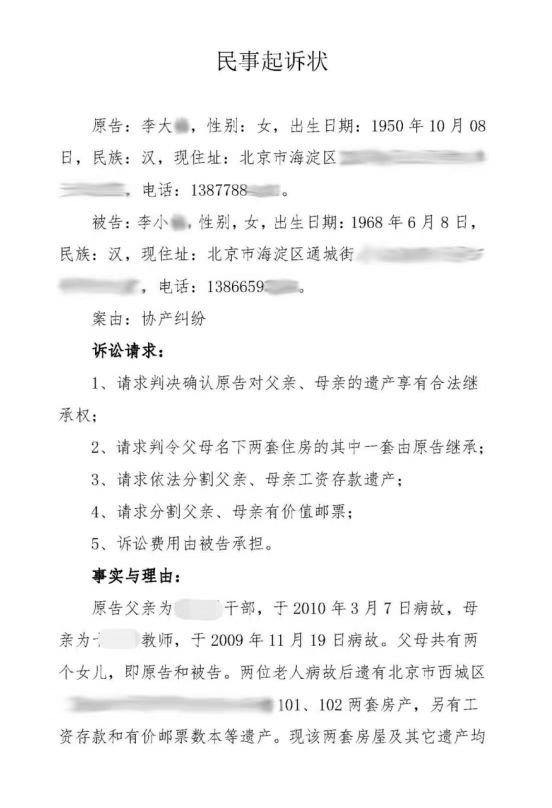 民事起诉状
原告：李大，性别：女，出生日期：1950 年 10 月 08
日，民族：汉，现住址：北京市海淀区
，电话：1387788。
被告：李小，性别，女，出生日期：1968 年 6 月 8 日，
民族：汉，现住址：北京市海淀区通城街
，电话：1386659。
案由：协产纠纷
诉讼请求：
1、请求判决确认原告对父亲、母亲的遗产享有合法继
承权；
2、请求判令父母名下两套住房的其中一套由原告继承；
3、请求依法分割父亲、母亲工资存款遗产；
4、请求分割父亲、母亲有价值邮票；
5、诉讼费用由被告承担。
事实与理由：
原告父亲为干部，于 2010 年 3 月 7 日病故，母
亲为教师，于 2009 年 11 月 19 日病故。父母共有两
个女儿，即原告和被告。两位老人病故后遗有北京市西城区
101、102 两套房产，另有工
资存款和有价邮票数本等遗产。现该两套房屋及其它遗产均